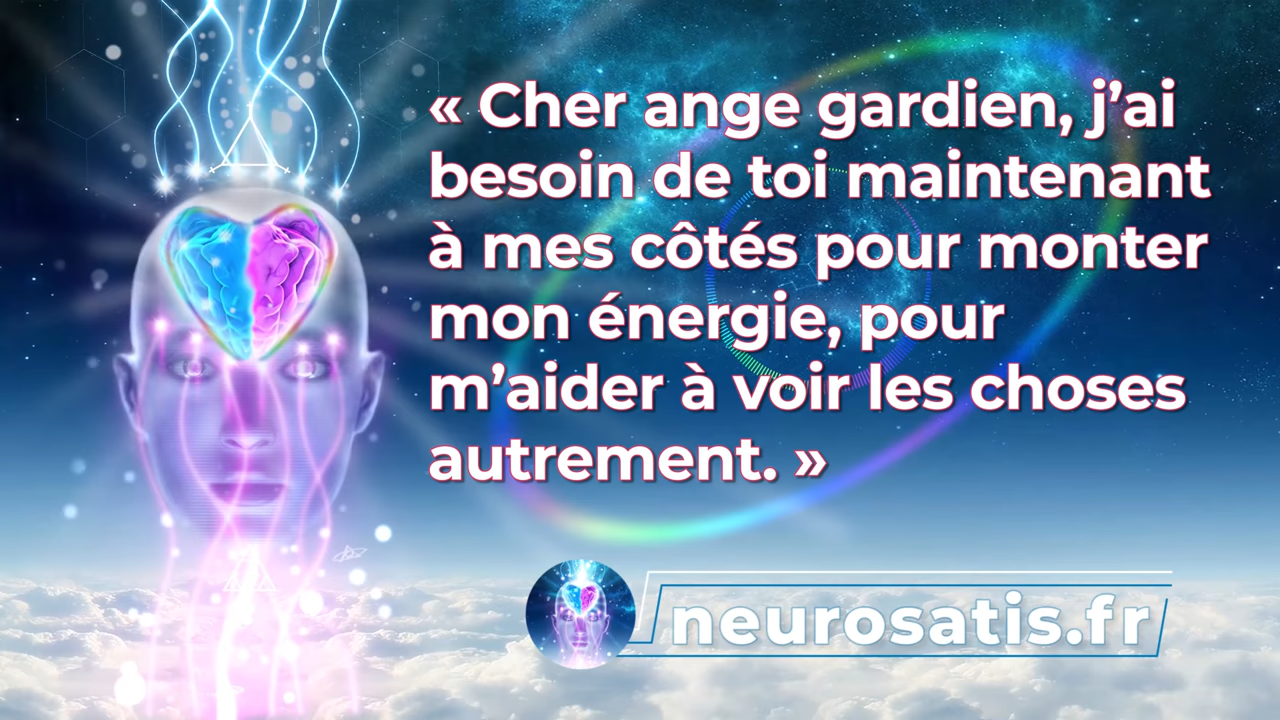 « Cher ange gardien, j’ai
besoin de toi maintenant
à mes côtés pour monter
mon énergie, pour
m’aider à voir les choses
autrement. »
neurosatis.fr